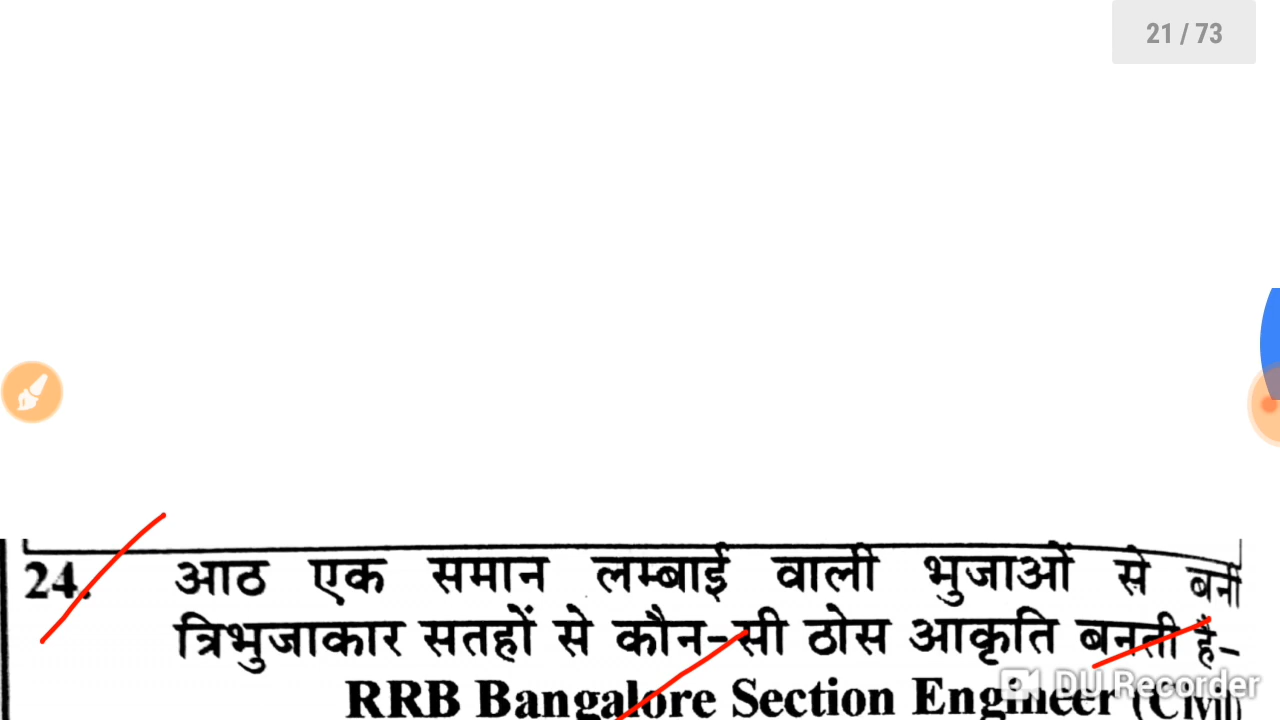 21 / 73
24. आठ एक समान लम्बाई वाली भुजाओं से बनी
त्रिभुजाकार सतहों से कौन-सी ठोस आकृति बनती है-
RRB Bangalore Section Engineer (Civil)
DU Recorder